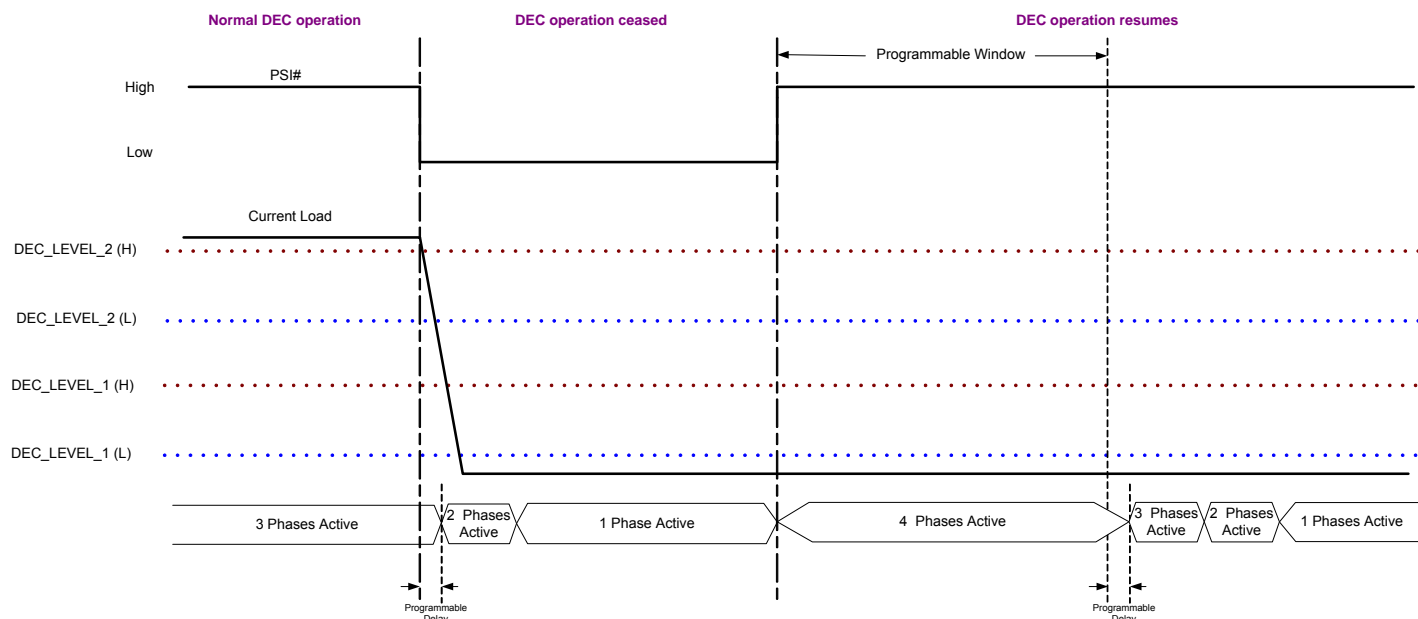 Normal DEC operation
DEC operation ceased
DEC operation resumes
Programmable Window
PSI#
High
Low
Current Load
DEC_LEVEL_2 (H)
DEC_LEVEL_2 (L)
DEC_LEVEL_1 (H)
DEC_LEVEL_1 (L)
3 Phases Active
2 Phases
Active
1 Phase Active
4 Phases Active
3 Phases
Active
2 Phases
Active
1 Phases Active
Programmable
Delay
Programmable
Delay